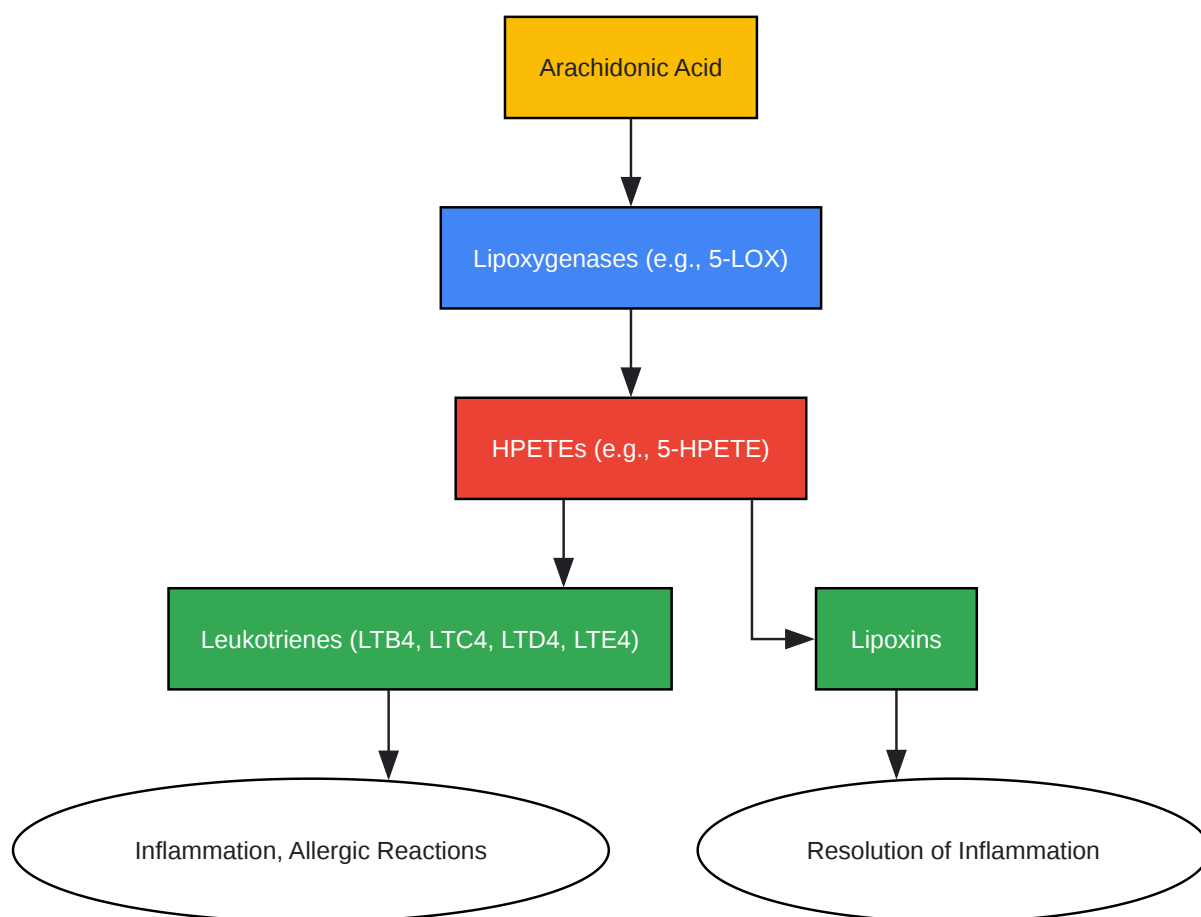 Arachidonic Acid
Lipoxygenases (e.g., 5-LOX)
HPETEs (e.g., 5-HPETE)
Leukotrienes (LTB4, LTC4, LTD4, LTE4)
Lipoxins
Inflammation, Allergic Reactions
Resolution of Inflammation